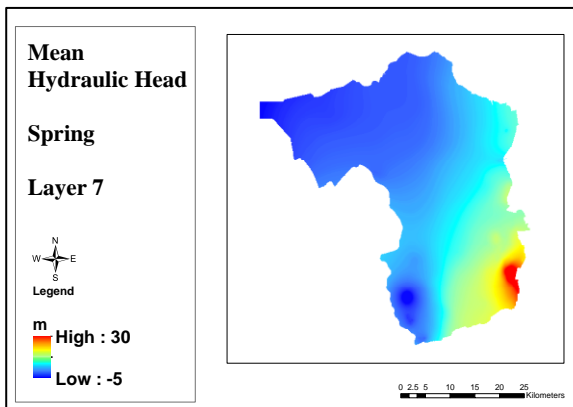 Mean
Hydraulic Head
Spring
Layer 7
N
W E
S
Legend
m
High : 30
Low : -5
0 2.5 5 10 15 20 25
Kilometers